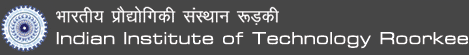 भारतीय प्रौद्योगिकी संस्थान रूड़की
Indian Institute of Technology Roorkee